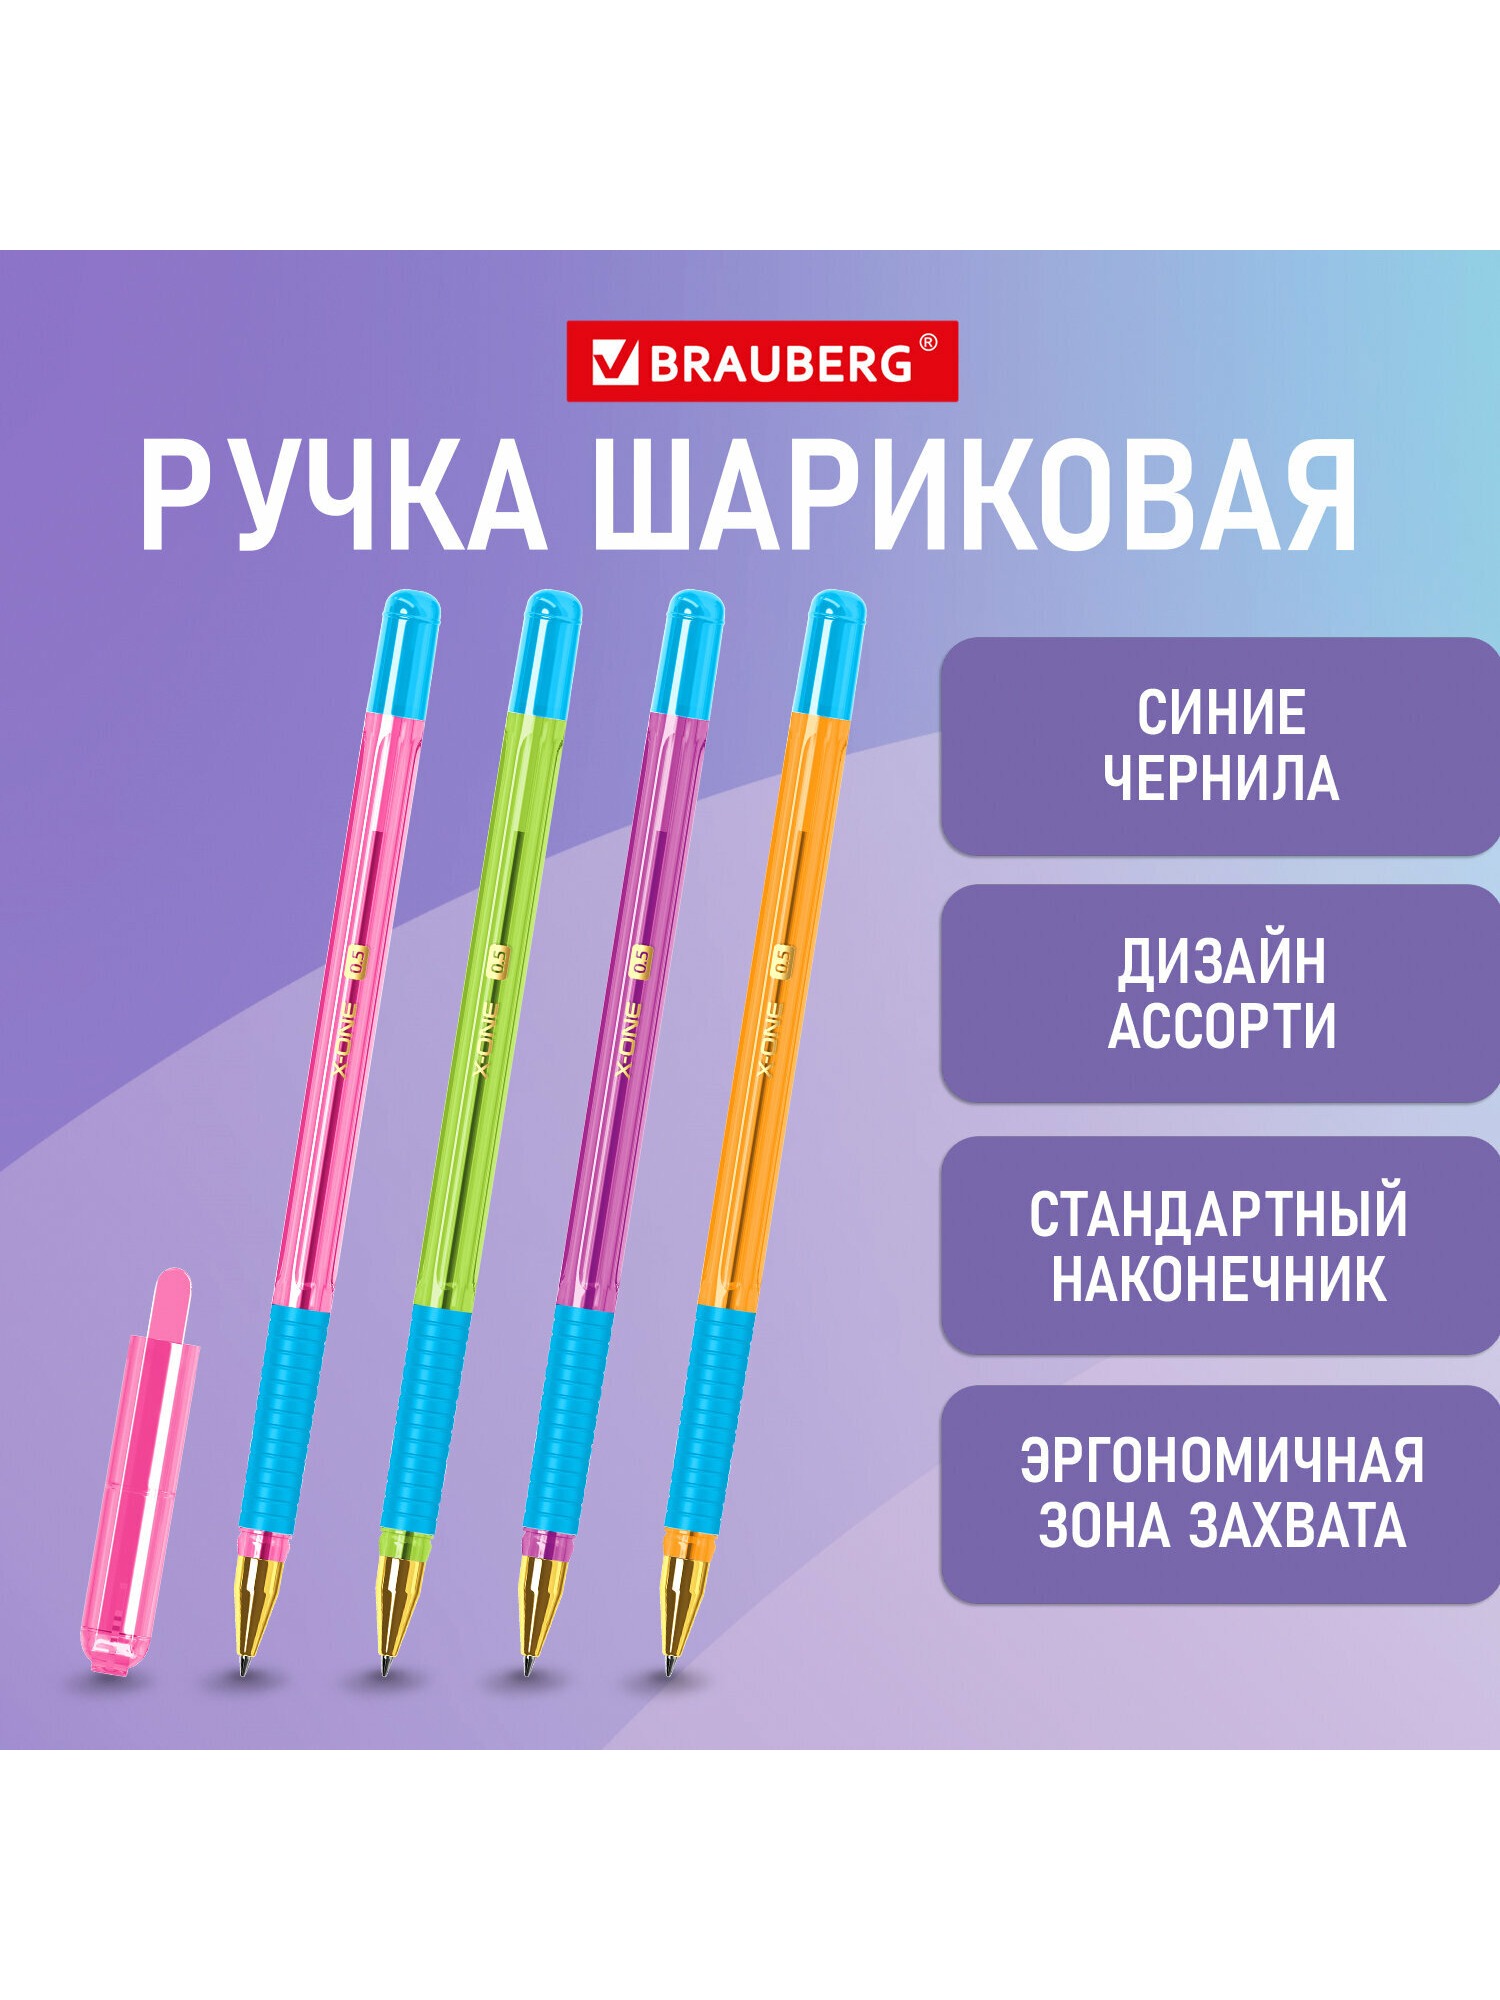 BRAUBERG®
РУЧКА ШАРИКОВАЯ
СИНИЕ
ЧЕРНИЛА
ДИЗАЙН
АССОРТИ
СТАНДАРТНЫЙ
НАКОНЕЧНИК
ЭРГОНОМИЧНАЯ
ЗОНА ЗАХВАТА
X-ONE 0.5
X-ONE 0.5
X-ONE 0.5
X-ONE 0.5